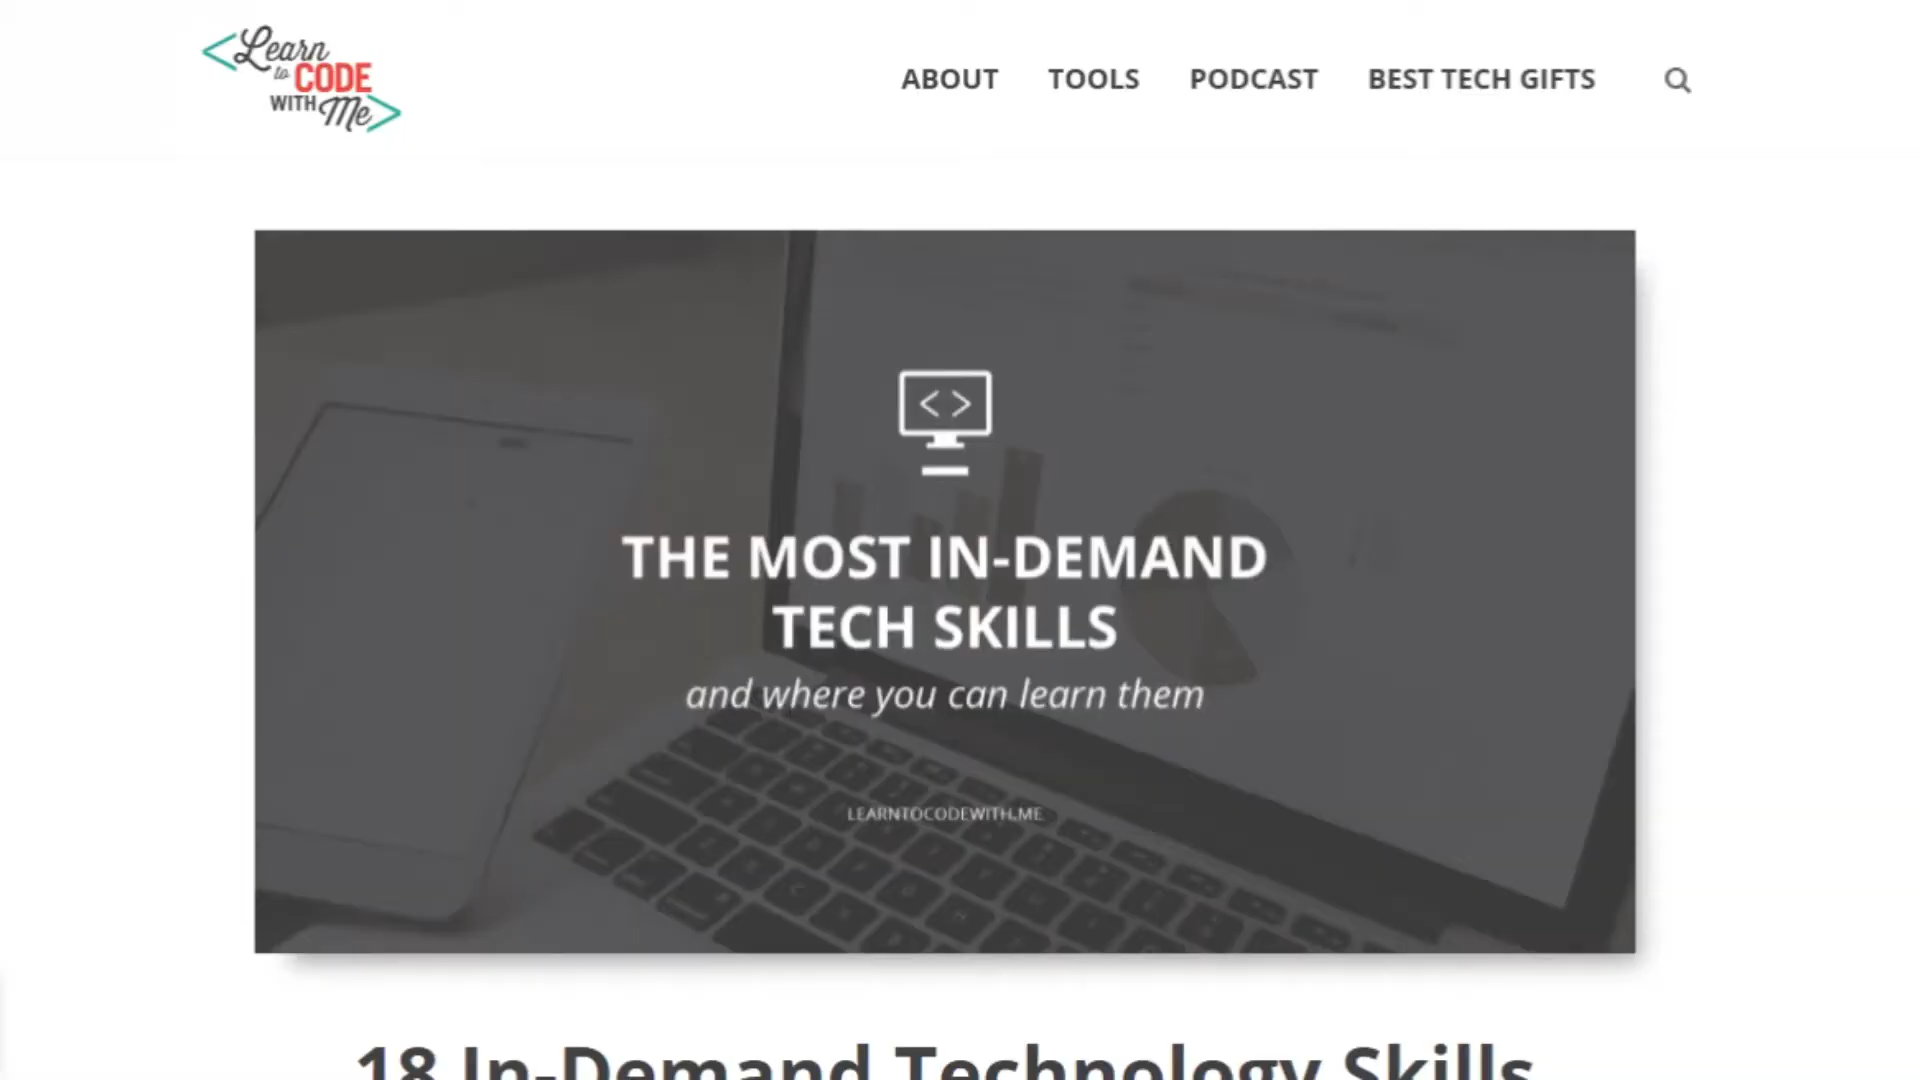 <Learn
to CODE
WITH Me>
ABOUT TOOLS PODCAST BEST TECH GIFTS
< >
THE MOST IN-DEMAND
TECH SKILLS
and where you can learn them
LEARNTOCODEWITH.ME
18 In-Demand Technology Skills